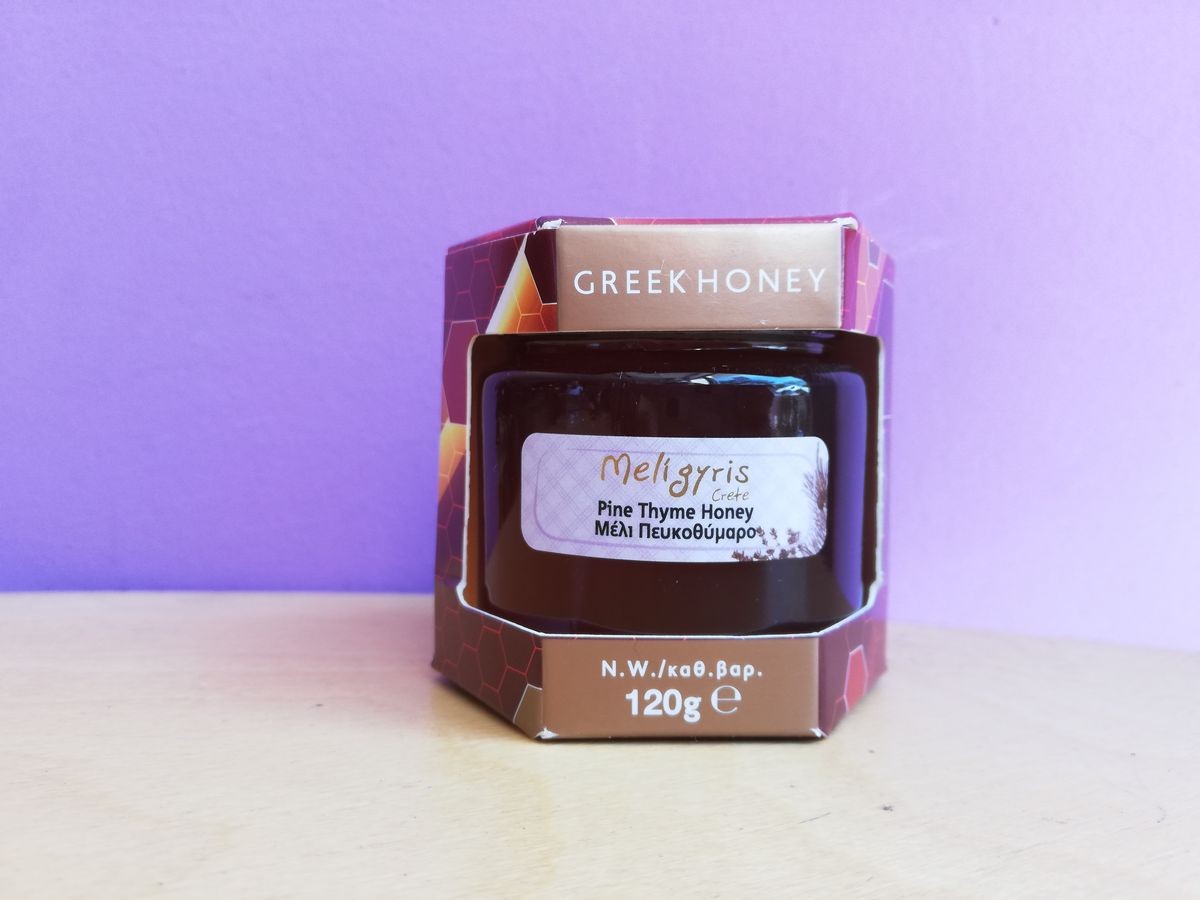 GREEK HONEY
Meligyris
Crete
Pine Thyme Honey
Μέλι Πευκοθύμαρο
N.W./καθ.βαρ.
120g ℮